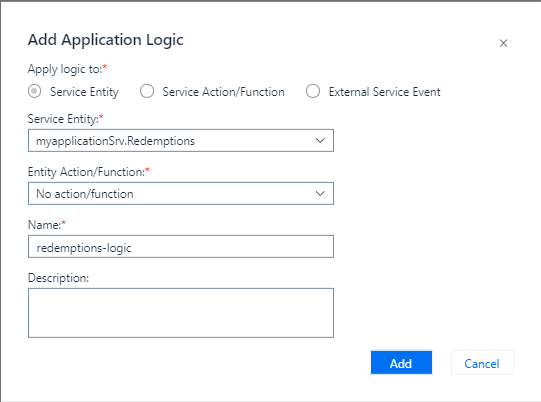 Add Application Logic
Apply logic to:*
Service Entity Service Action/Function External Service Event
Service Entity:*
myapplicationSrv.Redemptions
Entity Action/Function:*
No action/function
Name:*
redemptions-logic
Description:
Add Cancel